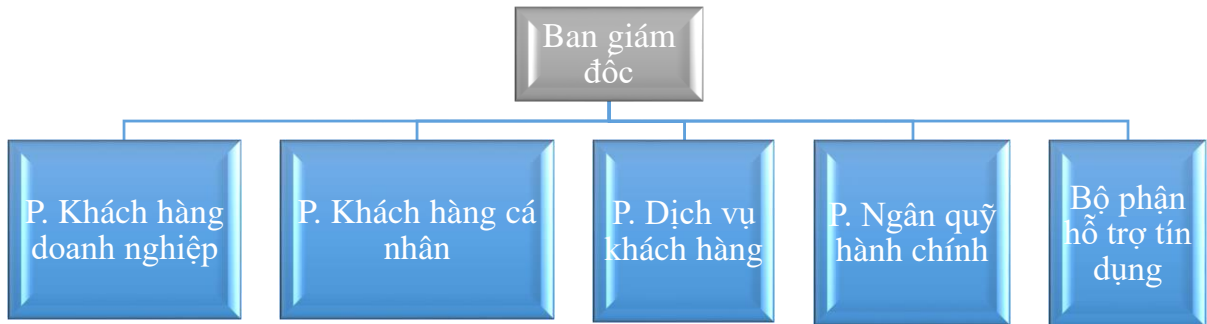 Ban giám
đốc
P. Khách hàng
doanh nghiệp
P. Khách hàng cá
nhân
P. Dịch vụ
khách hàng
P. Ngân quỹ
hành chính
Bộ phận
hỗ trợ tín
dụng